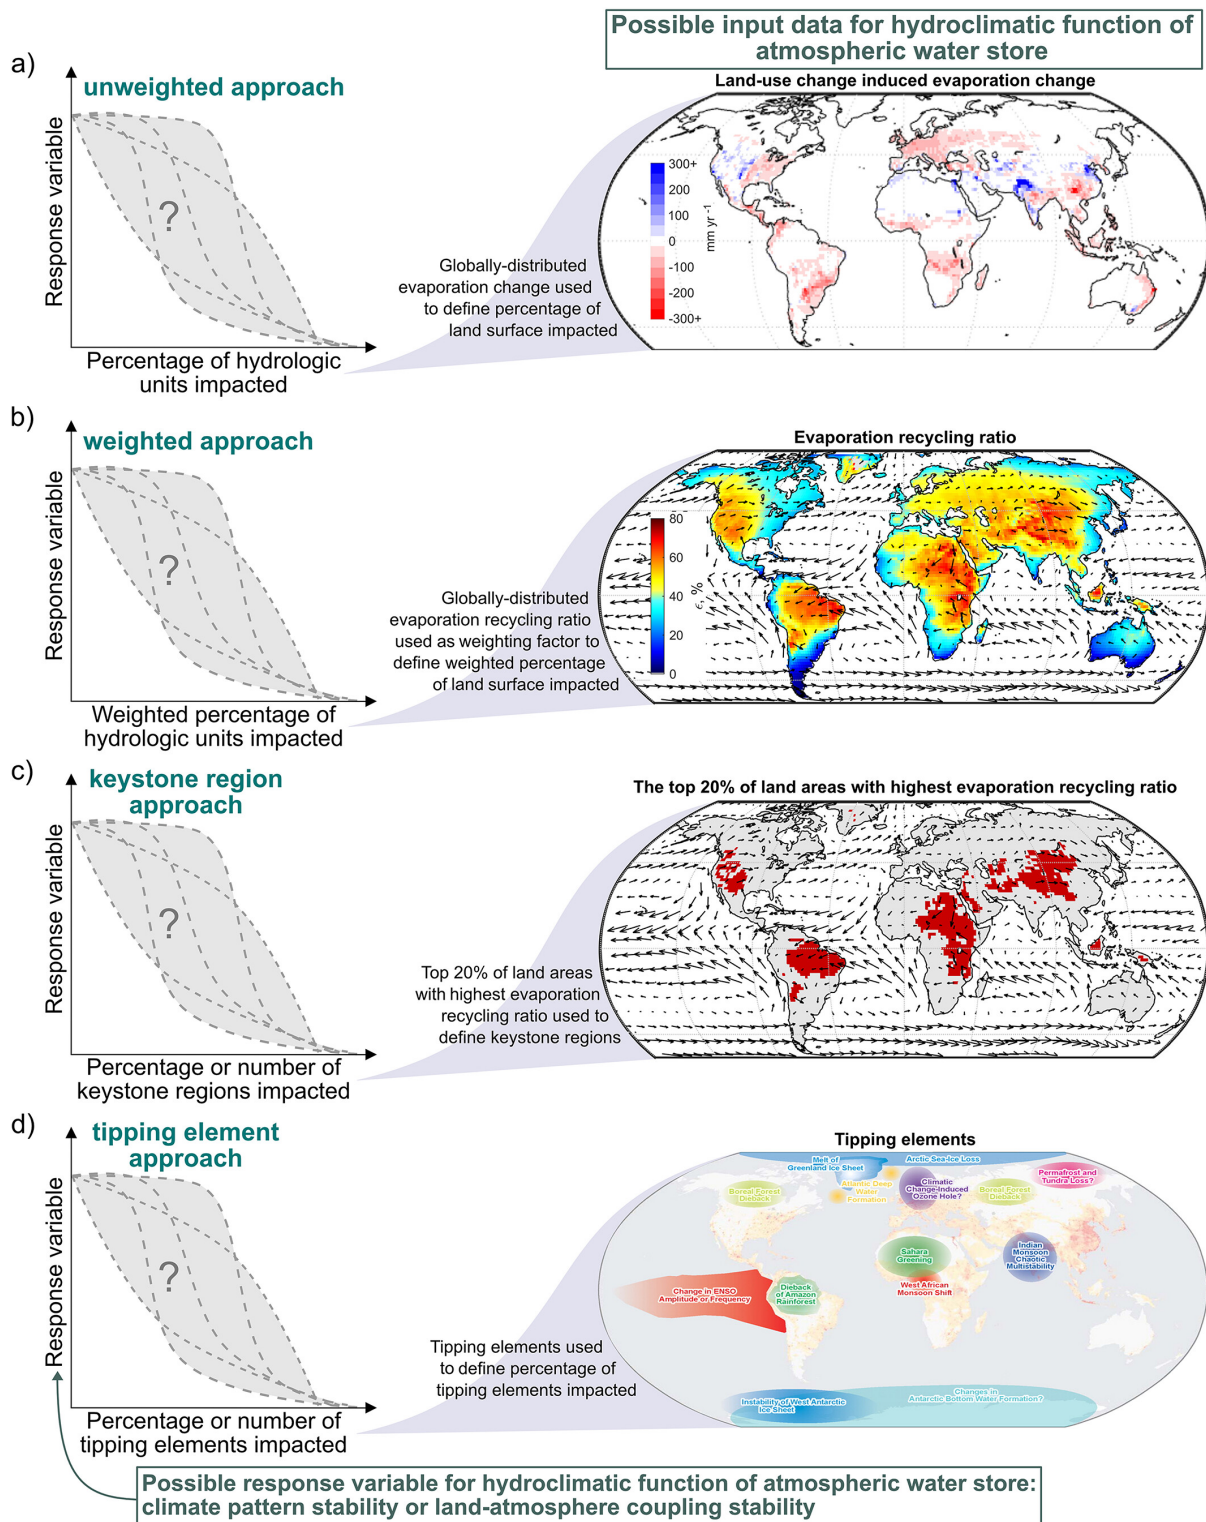 Possible input data for hydroclimatic function of
atmospheric water store
a)
unweighted approach
Response variable
?
Percentage of hydrologic
units impacted
Globally-distributed
evaporation change used
to define percentage of
land surface impacted
Land-use change induced evaporation change
300+
200
100
0
-100
-200
-300+
mm yr⁻¹
b)
weighted approach
Response variable
?
Weighted percentage of
hydrologic units impacted
Globally-distributed
evaporation recycling ratio
used as weighting factor to
define weighted percentage
of land surface impacted
Evaporation recycling ratio
80
60
40
20
0
ε, %
c)
keystone region
approach
Response variable
?
Percentage or number of
keystone regions impacted
Top 20% of land areas
with highest evaporation
recycling ratio used to
define keystone regions
The top 20% of land areas with highest evaporation recycling ratio
d)
tipping element
approach
Response variable
?
Percentage or number of
tipping elements impacted
Tipping elements used
to define percentage of
tipping elements impacted
Tipping elements
Melt of
Greenland Ice Sheet
Arctic Sea-Ice Loss
Boreal Forest
Dieback
Atlantic Deep
Water
Formation
Climatic
Change-Induced
Ozone Hole?
Boreal Forest
Dieback
Permafrost and
Tundra Loss?
Sahara
Greening
Indian
Monsoon
Chaotic
Multistability
Change in ENSO
Amplitude or Frequency
Dieback
of Amazon
Rainforest
West African
Monsoon Shift
Instability of West Antarctic
Ice Sheet
Changes in
Antarctic Bottom Water Formation?
Possible response variable for hydroclimatic function of atmospheric water store:
climate pattern stability or land-atmosphere coupling stability